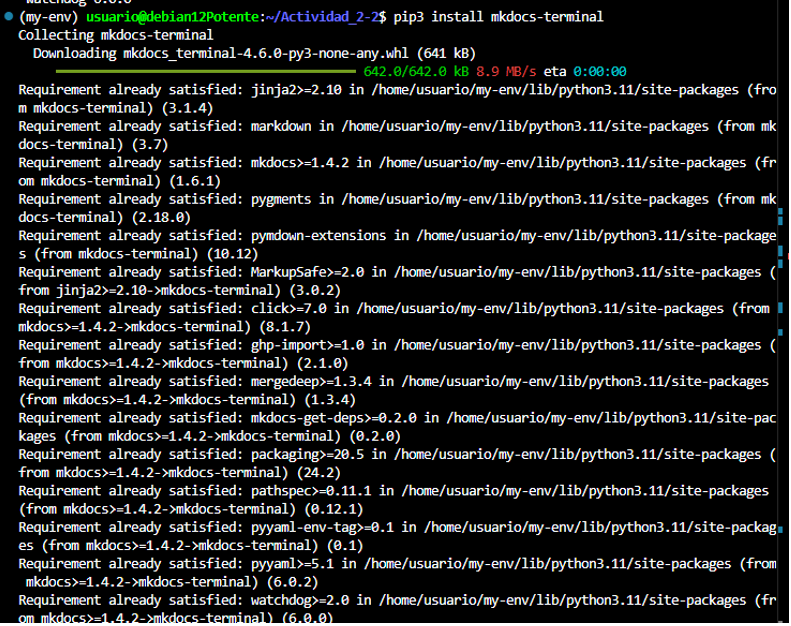 (my-env) usuario@debian12Potente:~/Actividad_2-2$ pip3 install mkdocs-terminal
Collecting mkdocs-terminal
  Downloading mkdocs_terminal-4.6.0-py3-none-any.whl (641 kB)
642.0/642.0 kB 8.9 MB/s eta 0:00:00
Requirement already satisfied: jinja2>=2.10 in /home/usuario/my-env/lib/python3.11/site-packages (fro
m mkdocs-terminal) (3.1.4)
Requirement already satisfied: markdown in /home/usuario/my-env/lib/python3.11/site-packages (from mk
docs-terminal) (3.7)
Requirement already satisfied: mkdocs>=1.4.2 in /home/usuario/my-env/lib/python3.11/site-packages (fr
om mkdocs-terminal) (1.6.1)
Requirement already satisfied: pygments in /home/usuario/my-env/lib/python3.11/site-packages (from mk
docs-terminal) (2.18.0)
Requirement already satisfied: pymdown-extensions in /home/usuario/my-env/lib/python3.11/site-package
s (from mkdocs-terminal) (10.12)
Requirement already satisfied: MarkupSafe>=2.0 in /home/usuario/my-env/lib/python3.11/site-packages (
from jinja2>=2.10->mkdocs-terminal) (3.0.2)
Requirement already satisfied: click>=7.0 in /home/usuario/my-env/lib/python3.11/site-packages (from 
mkdocs>=1.4.2->mkdocs-terminal) (8.1.7)
Requirement already satisfied: ghp-import>=1.0 in /home/usuario/my-env/lib/python3.11/site-packages (
from mkdocs>=1.4.2->mkdocs-terminal) (2.1.0)
Requirement already satisfied: mergedeep>=1.3.4 in /home/usuario/my-env/lib/python3.11/site-packages 
(from mkdocs>=1.4.2->mkdocs-terminal) (1.3.4)
Requirement already satisfied: mkdocs-get-deps>=0.2.0 in /home/usuario/my-env/lib/python3.11/site-pac
kages (from mkdocs>=1.4.2->mkdocs-terminal) (0.2.0)
Requirement already satisfied: packaging>=20.5 in /home/usuario/my-env/lib/python3.11/site-packages (
from mkdocs>=1.4.2->mkdocs-terminal) (24.2)
Requirement already satisfied: pathspec>=0.11.1 in /home/usuario/my-env/lib/python3.11/site-packages 
(from mkdocs>=1.4.2->mkdocs-terminal) (0.12.1)
Requirement already satisfied: pyyaml-env-tag>=0.1 in /home/usuario/my-env/lib/python3.11/site-packag
es (from mkdocs>=1.4.2->mkdocs-terminal) (0.1)
Requirement already satisfied: pyyaml>=5.1 in /home/usuario/my-env/lib/python3.11/site-packages (from
 mkdocs>=1.4.2->mkdocs-terminal) (6.0.2)
Requirement already satisfied: watchdog>=2.0 in /home/usuario/my-env/lib/python3.11/site-packages (fr
om mkdocs>=1.4.2->mkdocs-terminal) (6.0.0)